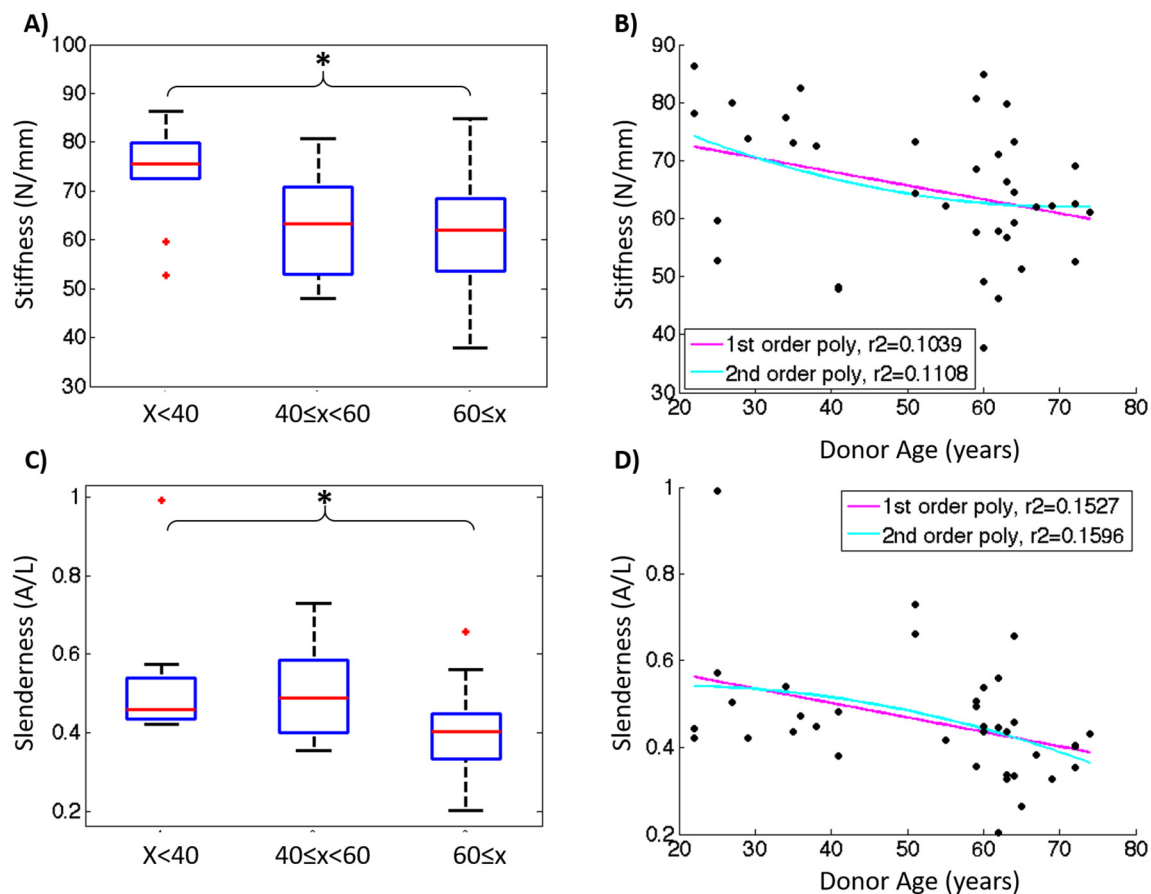 A)
*
Stiffness (N/mm)
100
90
80
70
60
50
40
30
X<40
40≤x<60
60≤x
B)
Stiffness (N/mm)
90
80
70
60
50
40
30
1st order poly, r2=0.1039
2nd order poly, r2=0.1108
20
30
40
50
60
70
80
Donor Age (years)
C)
*
Slenderness (A/L)
1
0.8
0.6
0.4
0.2
X<40
40≤x<60
60≤x
D)
Slenderness (A/L)
1
0.8
0.6
0.4
0.2
1st order poly, r2=0.1527
2nd order poly, r2=0.1596
20
30
40
50
60
70
80
Donor Age (years)